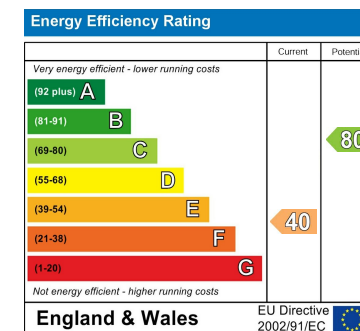 Energy Efficiency Rating
Current Potenti
Very energy efficient - lower running costs
(92 plus) A
(81-91) B
(69-80) C
80
(55-68) D
(39-54) E
40
(21-38) F
(1-20) G
Not energy efficient - higher running costs
England & Wales
EU Directive
2002/91/EC